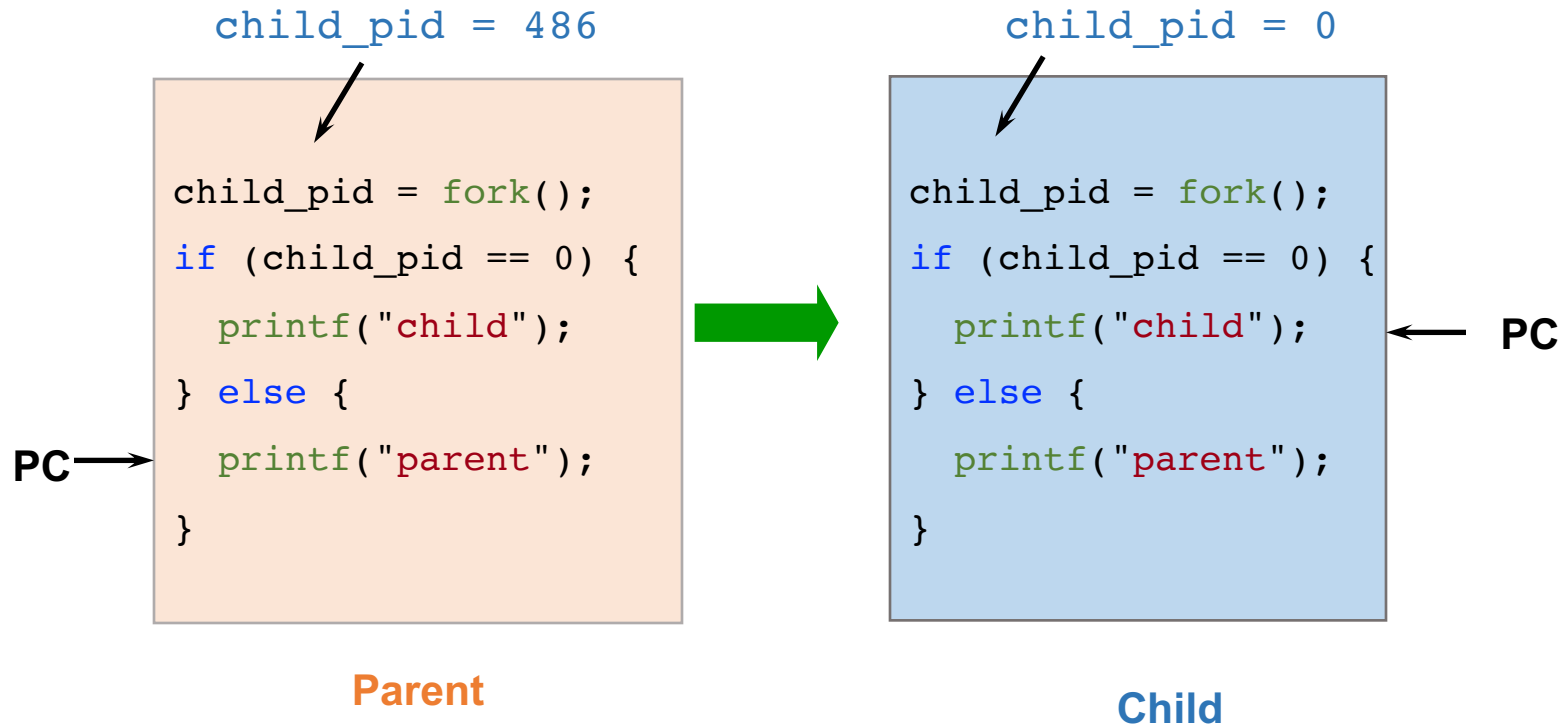 child_pid = 486
child_pid = fork();
if (child_pid == 0) {
printf("child");
} else {
PC
printf("parent");
}
Parent
child_pid = 0
child_pid = fork();
if (child_pid == 0) {
printf("child");
PC
} else {
printf("parent");
}
Child